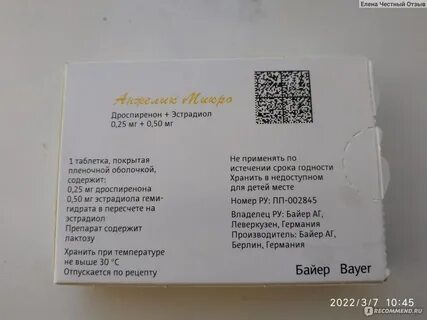 Елена Честный Отзыв
Анжелик Микро
Дроспиренон + Эстрадиол
0,25 мг + 0,50 мг
1 таблетка, покрытая
пленочной оболочкой,
содержит:
0,25 мг дроспиренона
0,50 мг эстрадиола геми-
гидрата в пересчете на
эстрадиол
Препарат содержит
лактозу
Хранить при температуре
не выше 30 °C
Отпускается по рецепту
Не применять по
истечении срока годности
Хранить в недоступном
для детей месте
Номер РУ: ЛП-002845
Владелец РУ: Байер АГ,
Леверкузен, Германия
Производитель: Байер АГ,
Берлин, Германия
Байер Bayer
2022/3/7 10:45
IRECOMMEND.RU